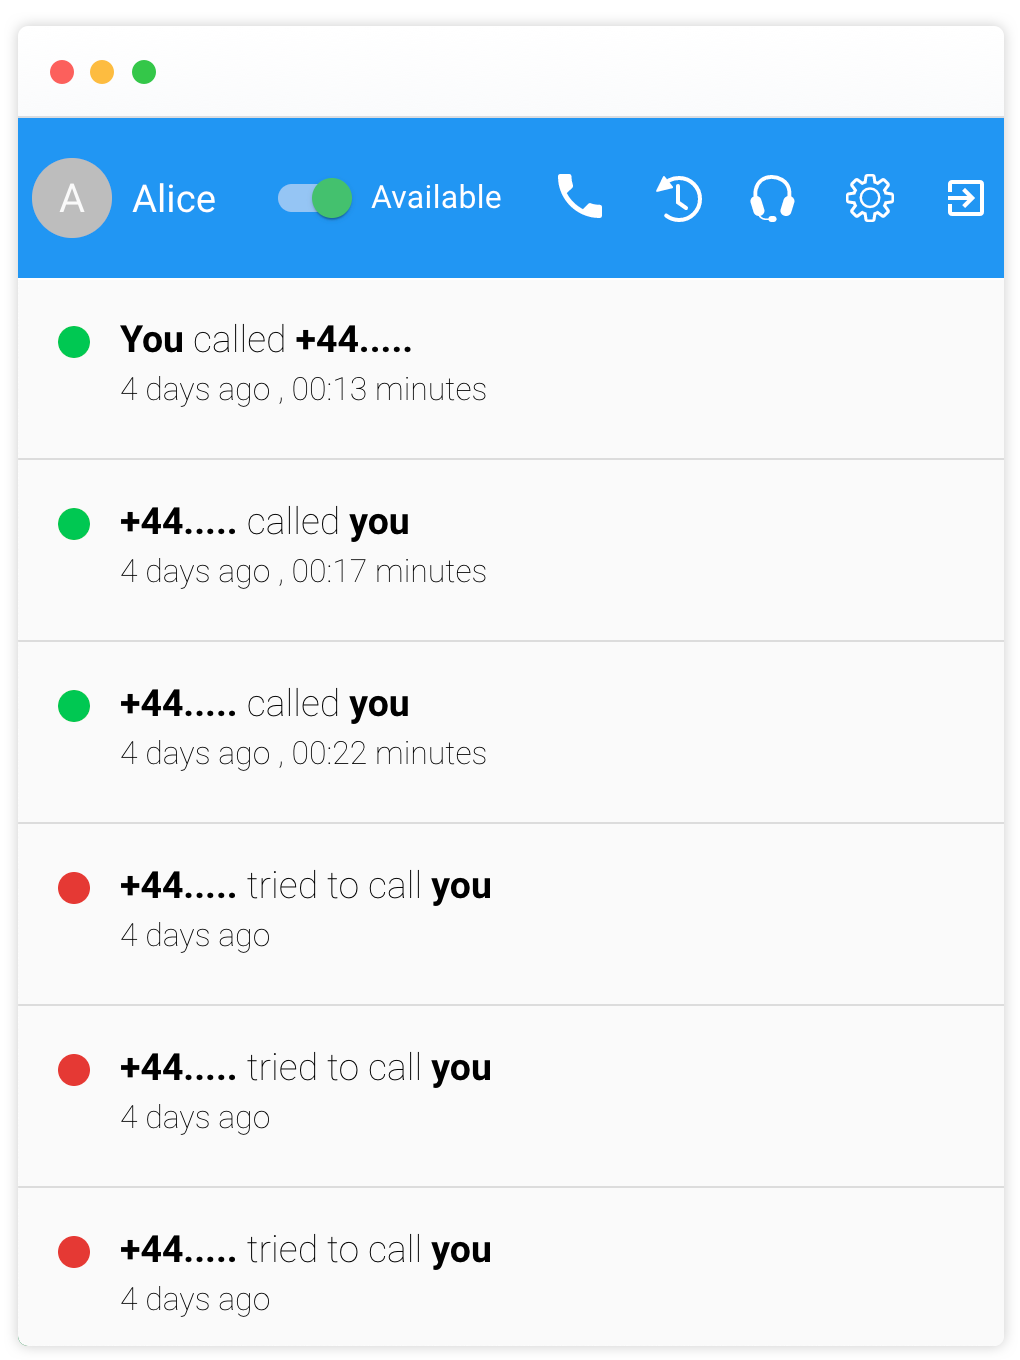 A Alice Available
You called +44.....
4 days ago , 00:13 minutes
+44..... called you
4 days ago , 00:17 minutes
+44..... called you
4 days ago , 00:22 minutes
+44..... tried to call you
4 days ago
+44..... tried to call you
4 days ago
+44..... tried to call you
4 days ago